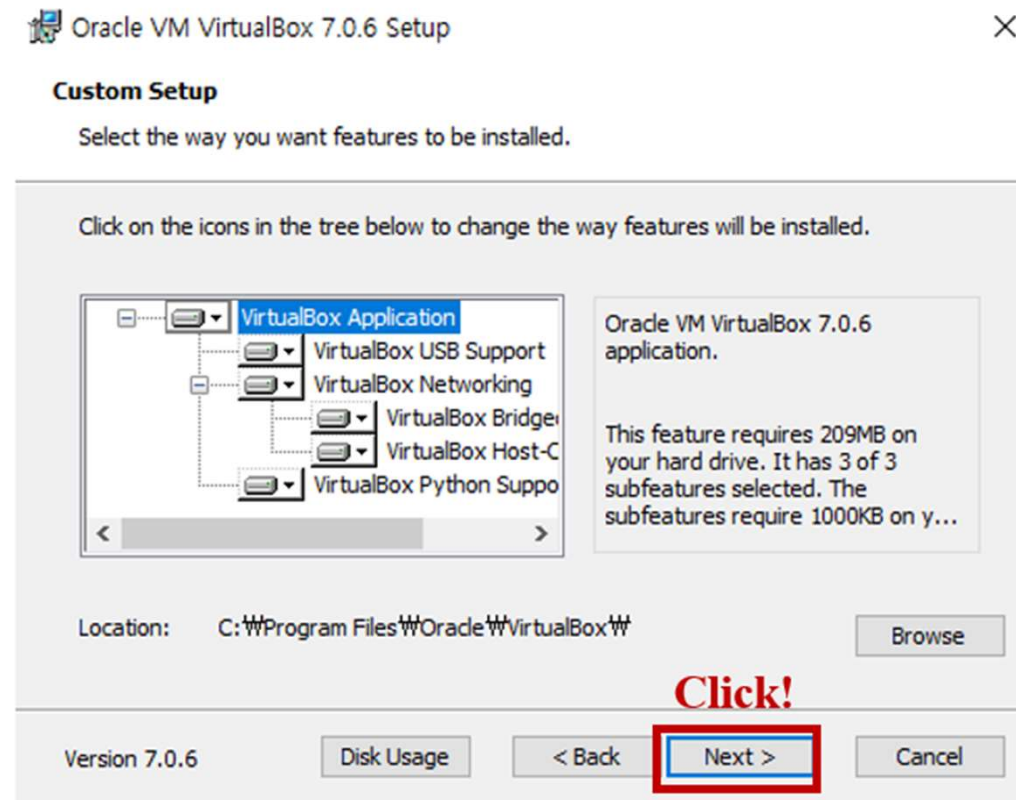 Oracle VM VirtualBox 7.0.6 Setup
Custom Setup
Select the way you want features to be installed.
Click on the icons in the tree below to change the way features will be installed.
VirtualBox Application
VirtualBox USB Support
VirtualBox Networking
VirtualBox Bridge
VirtualBox Host-C
VirtualBox Python Suppo
Oracle VM VirtualBox 7.0.6
application.
This feature requires 209MB on
your hard drive. It has 3 of 3
subfeatures selected. The
subfeatures require 1000KB on y...
Location: C:₩Program Files₩Oracle₩VirtualBox₩
Browse
Click!
Version 7.0.6
Disk Usage
< Back
Next >
Cancel